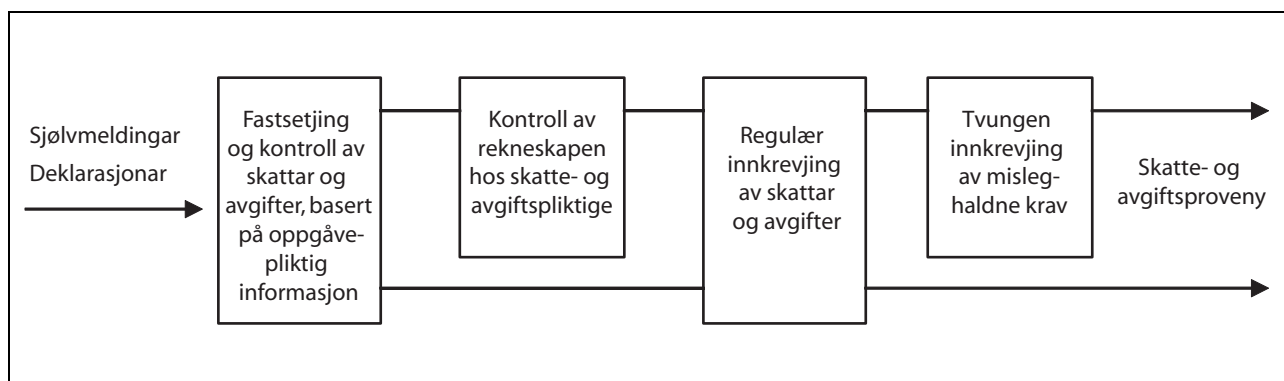 Sjølvmeldingar
Deklarasjonar
Fastsetjing
og kontroll av
skattar og
avgifter, basert
på oppgåve-
pliktig
informasjon
Kontroll av
rekneskapen
hos skatte- og
avgiftspliktige
Regulær
innkrevjing
av skattar
og avgifter
Tvungen
innkrevjing
av misleg-
haldne krav
Skatte- og
avgiftsproveny